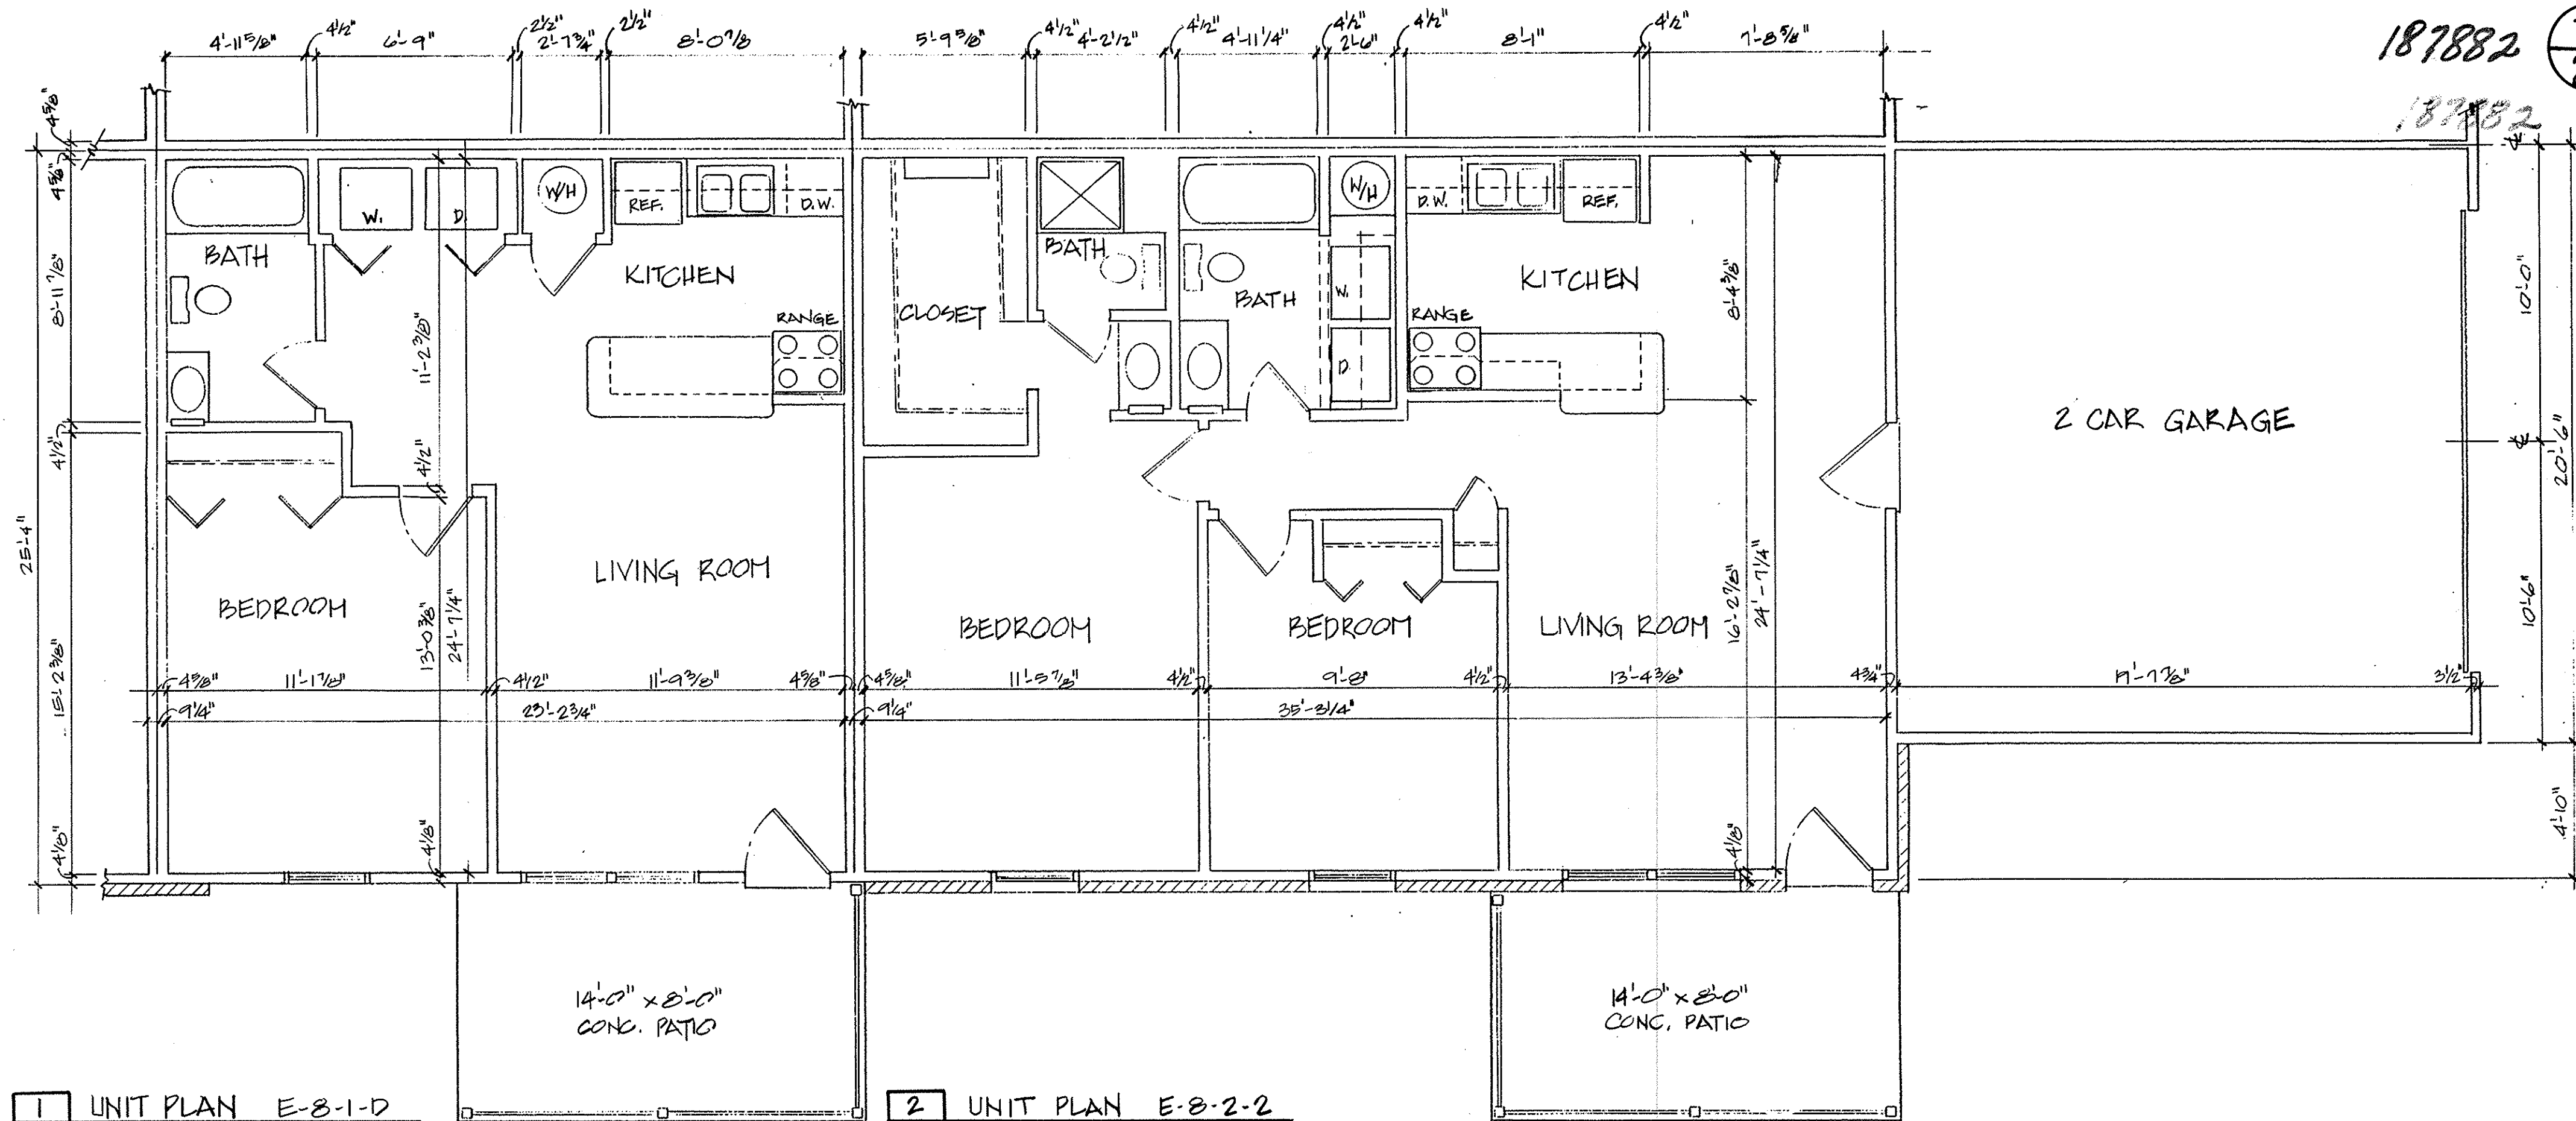 187882
187882
4'-11 5/8"
4 1/2"
6'-9"
2 1/2"
2'-7 3/4"
2 1/2"
8'-0 7/8
5'-9 5/8"
4 1/2"
4'-2 1/2"
4 1/2"
4'-11 1/4"
4 1/2"
2'-6"
4 1/2"
8'-1"
4 1/2"
7'-8 5/8"
4 5/8"
4 5/8"
8'-11 7/8"
4 1/2"
25'-4"
15'-2 3/8"
4 1/8"
W.
D.
W/H
REF.
D.W.
BATH
KITCHEN
RANGE
11'-2 3/8"
4 1/2"
13'-0 3/8"
24'-7 1/4"
4 1/8"
LIVING ROOM
BEDROOM
CLOSET
BATH
BATH
W/H
W.
D.
D.W.
REF.
KITCHEN
RANGE
8'-4 3/8"
16'-2 7/8"
24'-7 1/4"
4 1/8"
BEDROOM
BEDROOM
LIVING ROOM
2 CAR GARAGE
10'-0"
20'-6"
10'-6"
4'-10"
4 5/8"
11'-1 7/8"
4 1/2"
11'-9 3/8"
4 5/8"
4 5/8"
11'-5 7/8"
4 1/2"
9'-8"
4 1/2"
13'-4 3/8"
4 3/4"
19'-7 7/8"
3 1/2"
9 1/4"
23'-2 3/4"
9 1/4"
35'-3 1/4"
14'-0" x 8'-0"
CONC. PATIO
14'-0" x 8'-0"
CONC. PATIO
1 UNIT PLAN E-8-1-D
2 UNIT PLAN E-8-2-2